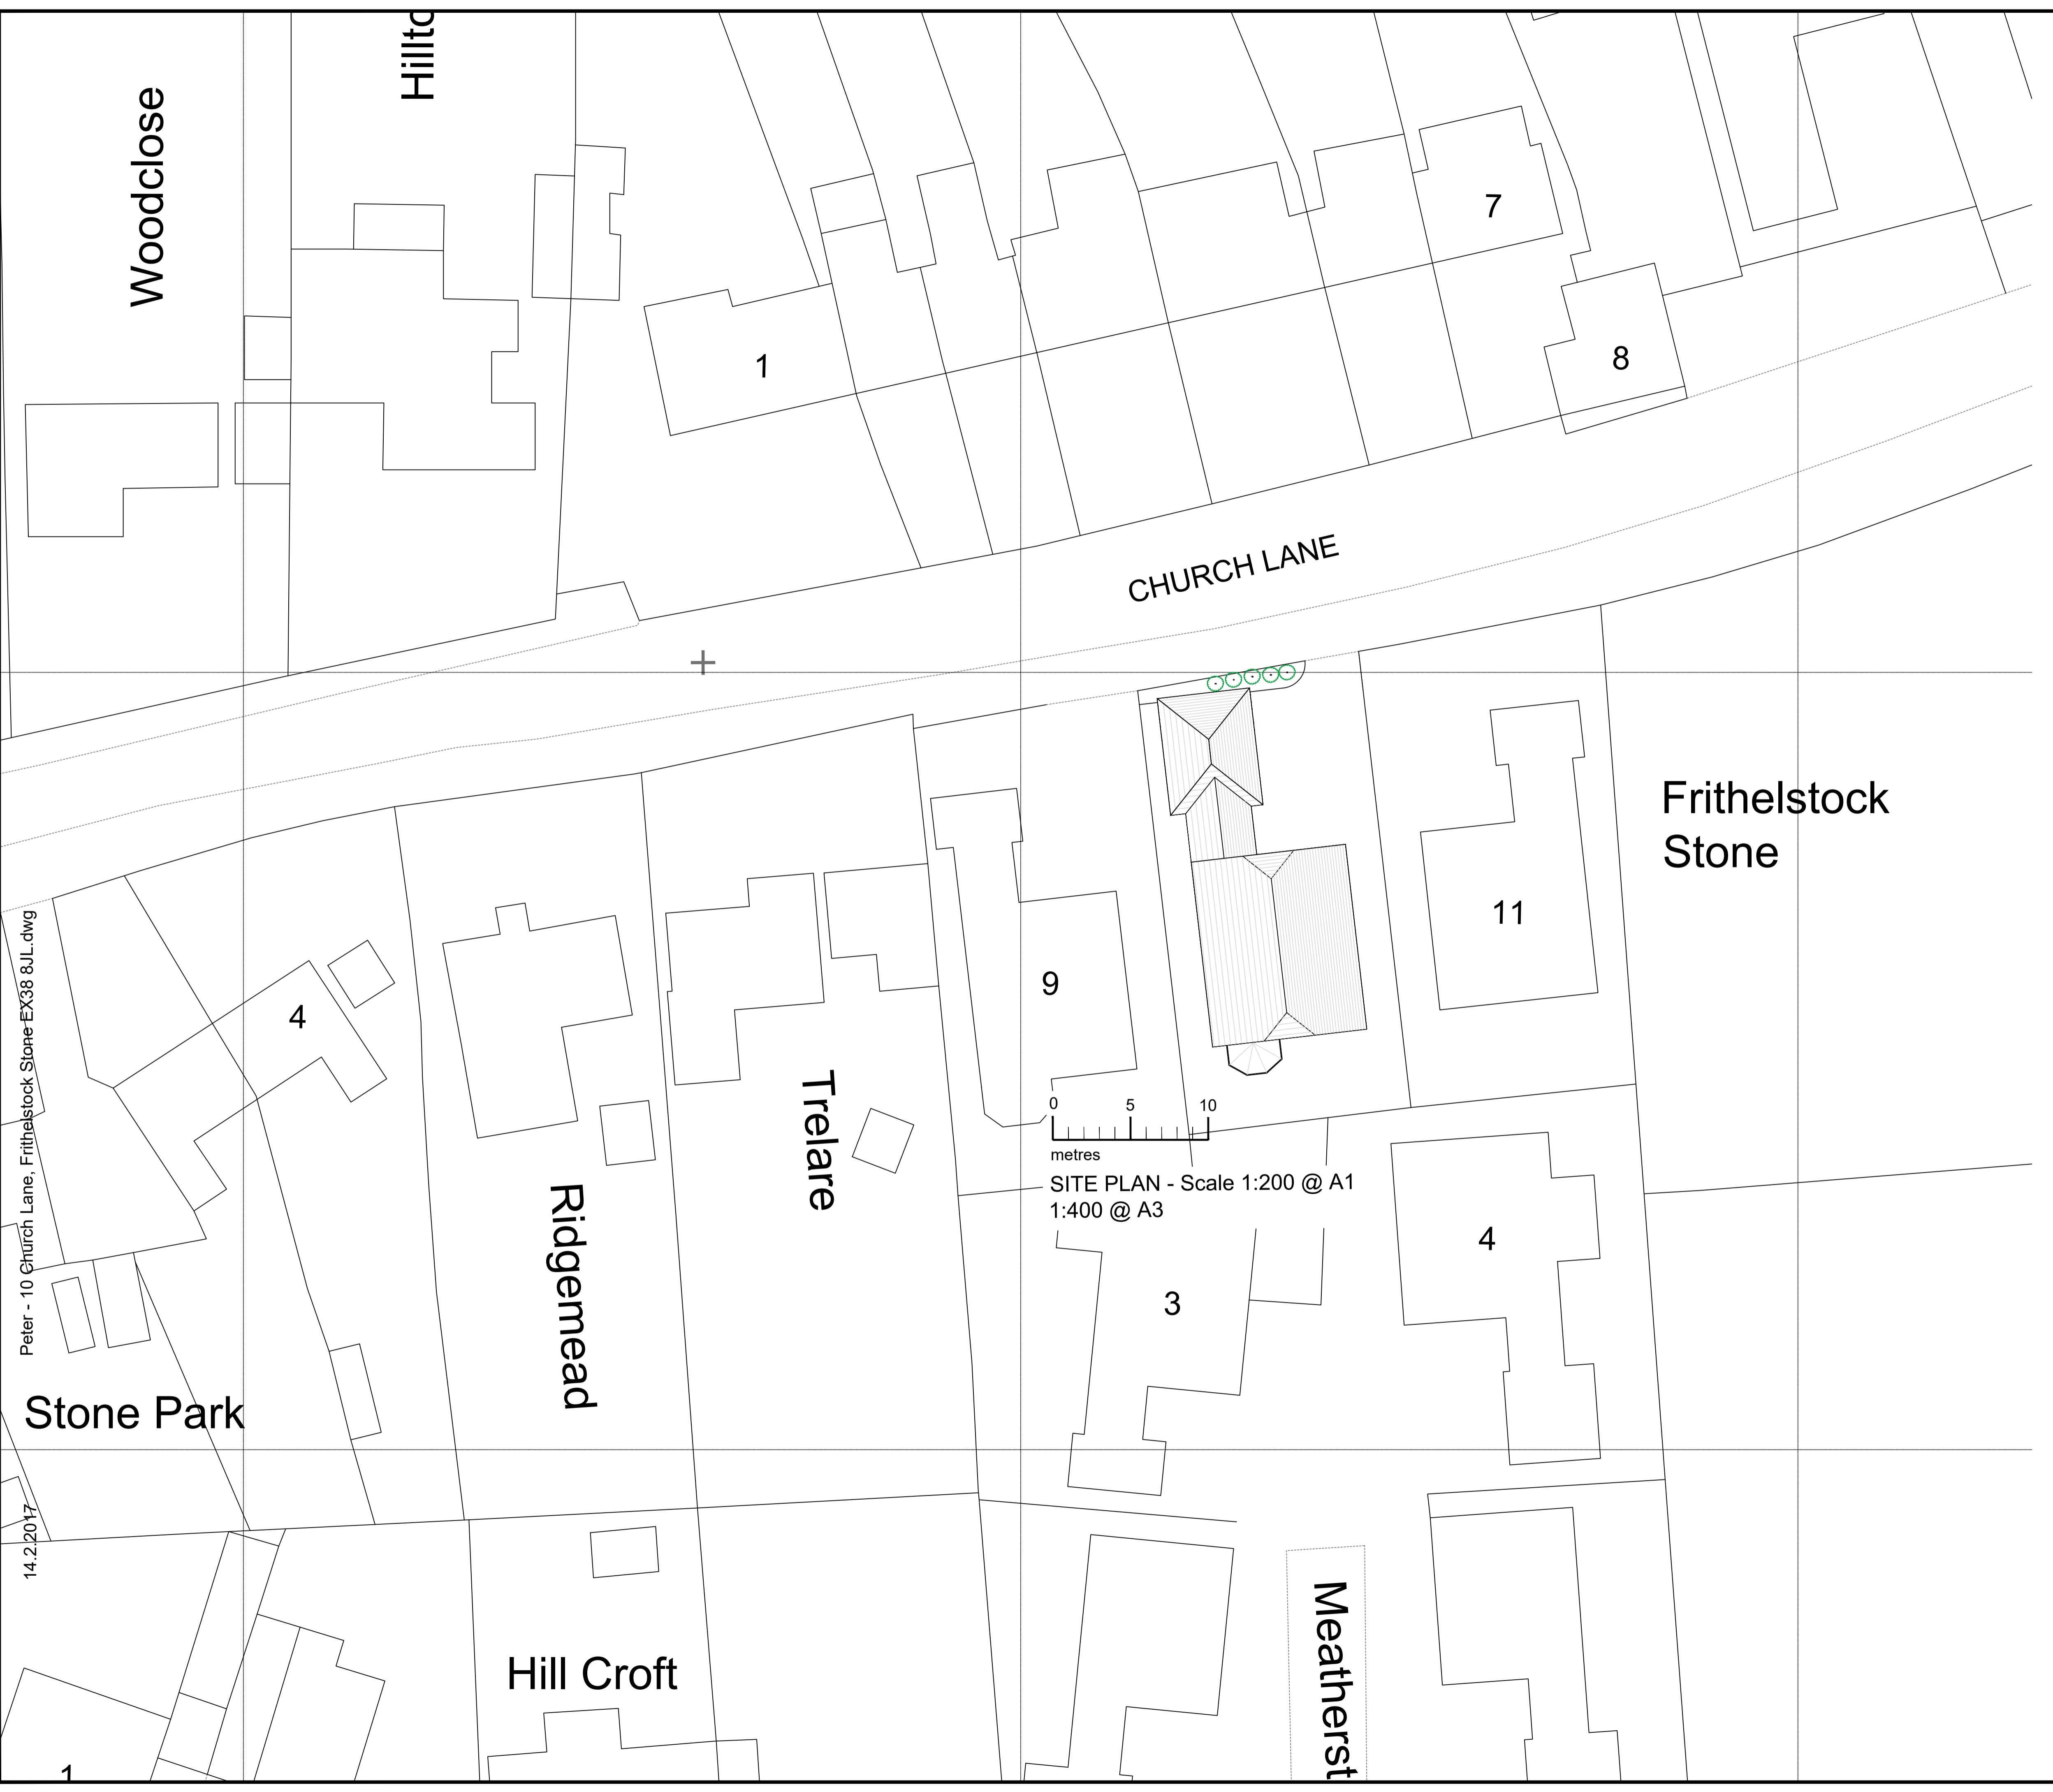 Woodclose
Hilltc
1
7
8
CHURCH LANE
Frithelstock
Stone
11
9
4
Trelare
Ridgemead
0 5 10
metres
SITE PLAN - Scale 1:200 @ A1
1:400 @ A3
3
4
Peter - 10 Church Lane, Frithelstock Stone EX38 8JL.dwg
14.2.2017
Stone Park
Hill Croft
Meatherst
1